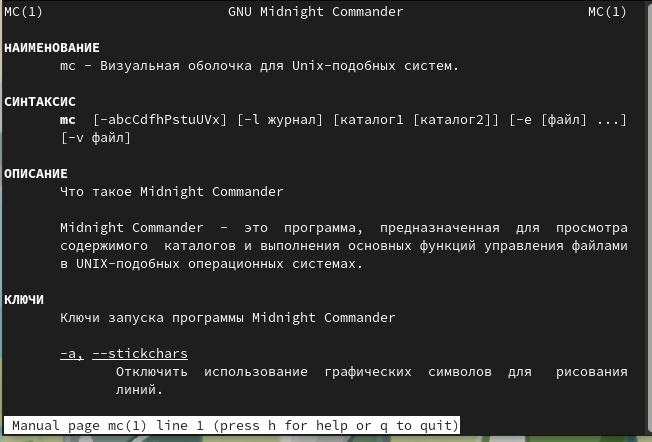 MC(1) GNU Midnight Commander MC(1)
НАИМЕНОВАНИЕ
mc - Визуальная оболочка для Unix-подобных систем.
СИНТАКСИС
mc [-abcCdfhPstuUVx] [-l журнал] [каталог1 [каталог2]] [-e [файл] ...]
[-v файл]
ОПИСАНИЕ
Что такое Midnight Commander
Midnight Commander - это программа, предназначенная для просмотра
содержимого каталогов и выполнения основных функций управления файлами
в UNIX-подобных операционных системах.
КЛЮЧИ
Ключи запуска программы Midnight Commander
-a, --stickchars
Отключить использование графических символов для рисования
линий.
Manual page mc(1) line 1 (press h for help or q to quit)